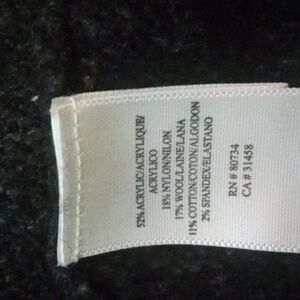 52% ACRYLIC/ACRYLIQUE/
ACRYLICO
18% NYLON/NILON
17% WOOL/LAINE/LANA
11% COTTON/COTON/ALGODON
2% SPANDEX/ELASTANO
RN # 80734
CA # 31458